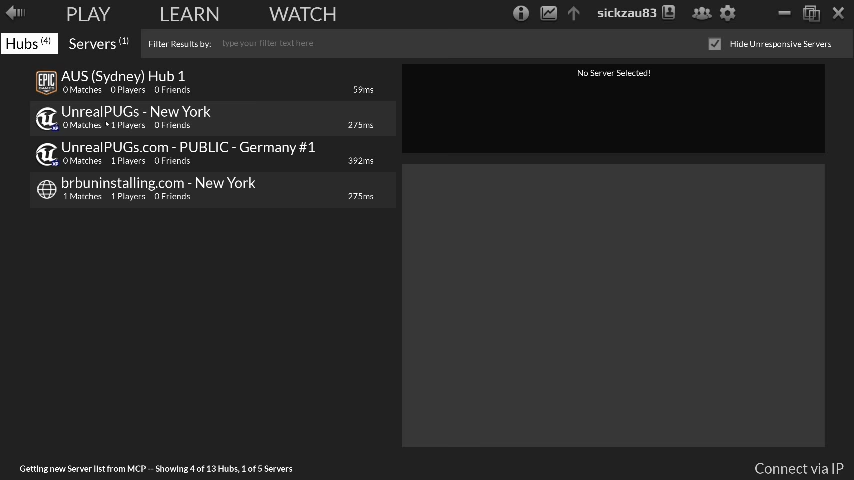 PLAY LEARN WATCH sickzau83
Hubs (4) Servers (1) Filter Results by: type your filter text here Hide Unresponsive Servers
AUS (Sydney) Hub 1
0 Matches 0 Players 0 Friends 59ms
UnrealPUGs - New York
0 Matches 1 Players 0 Friends 275ms
UnrealPUGs.com - PUBLIC - Germany #1
0 Matches 1 Players 0 Friends 392ms
brbuninstalling.com - New York
1 Matches 1 Players 0 Friends 275ms
No Server Selected!
Getting new Server list from MCP -- Showing 4 of 13 Hubs, 1 of 5 Servers
Connect via IP